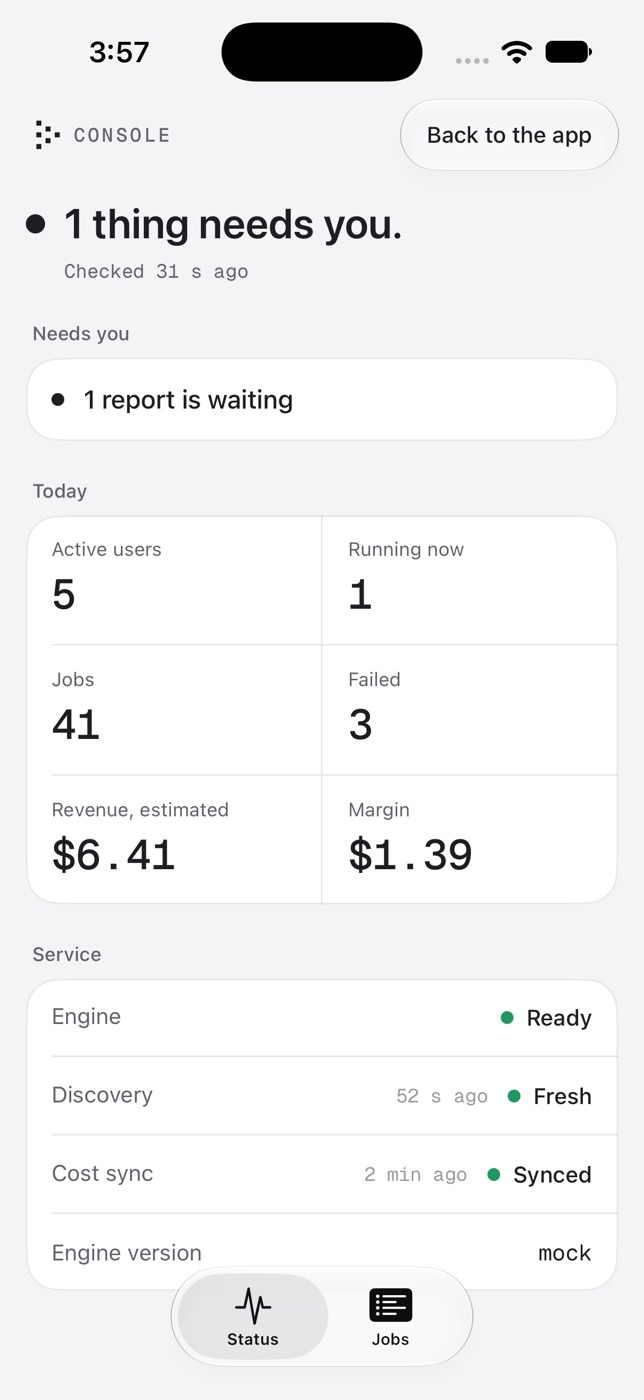 3:57
CONSOLE
Back to the app
1 thing needs you.
Checked 31 s ago
Needs you
1 report is waiting
Today
Active users
5
Running now
1
Jobs
41
Failed
3
Revenue, estimated
$6.41
Margin
$1.39
Service
Engine
Ready
Discovery
52 s ago
Fresh
Cost sync
2 min ago
Synced
Engine version
mock
Status
Jobs